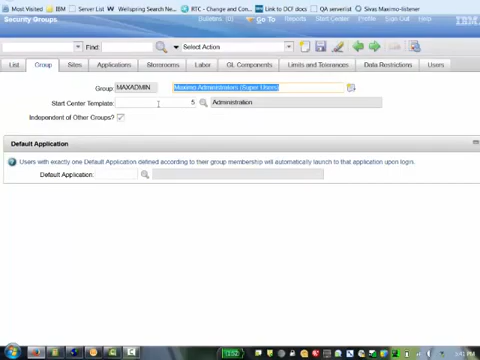 Most Visited IBM Server List Wellspring Search Ne... RTC - Change and Con... Link to DCF docs QA serverlist Sivas Maximo-listener
Security Groups Bulletins (0) Go To Reports Start Center Profile Sign Out Help IBM
Find Select Action
List Group Sites Applications Storerooms Labor GL Components Limits and Tolerances Data Restrictions Users
Group: MAXADMIN Maximo Administrators (Super Users)
Start Center Template: 5 Administration
Independent of Other Groups?
Default Application
Users with exactly one Default Application defined according to their group membership will automatically launch to that application upon login.
Default Application: